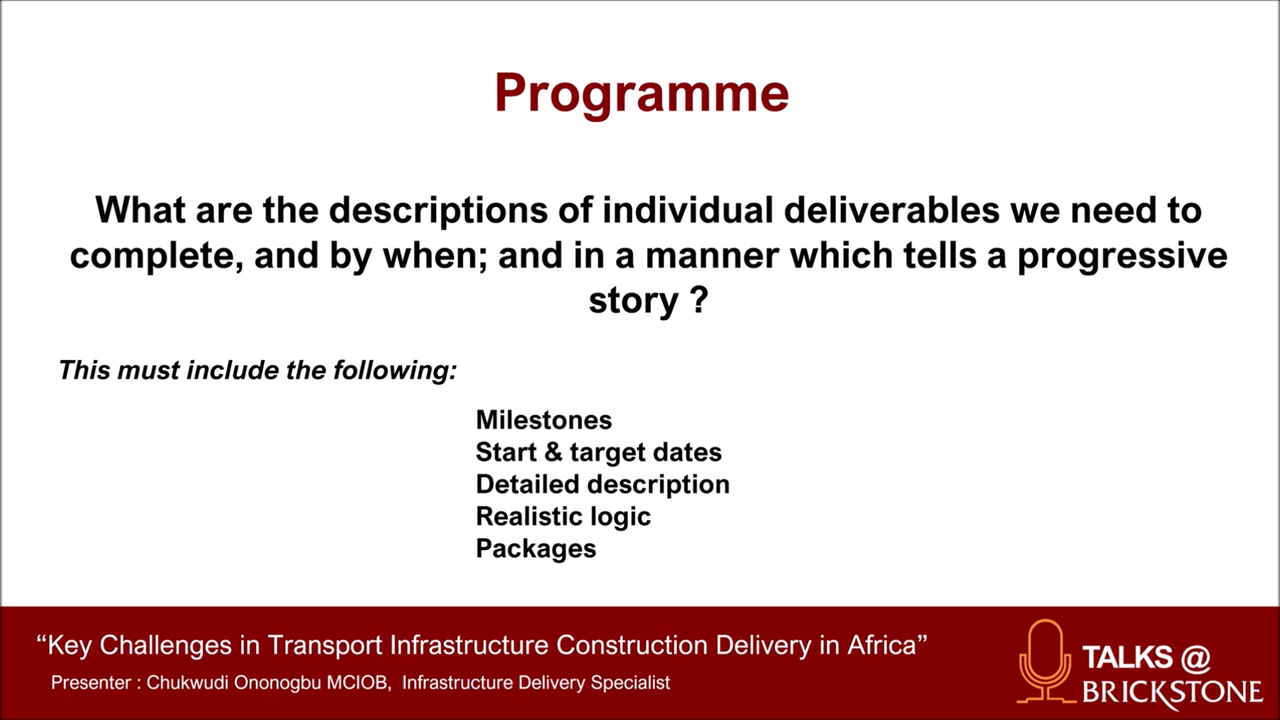 Programme
What are the descriptions of individual deliverables we need to
complete, and by when; and in a manner which tells a progressive
story ?
This must include the following:
Milestones
Start & target dates
Detailed description
Realistic logic
Packages
“Key Challenges in Transport Infrastructure Construction Delivery in Africa”
Presenter : Chukwudi Ononogbu MCIOB, Infrastructure Delivery Specialist
TALKS @
BRICKSTONE